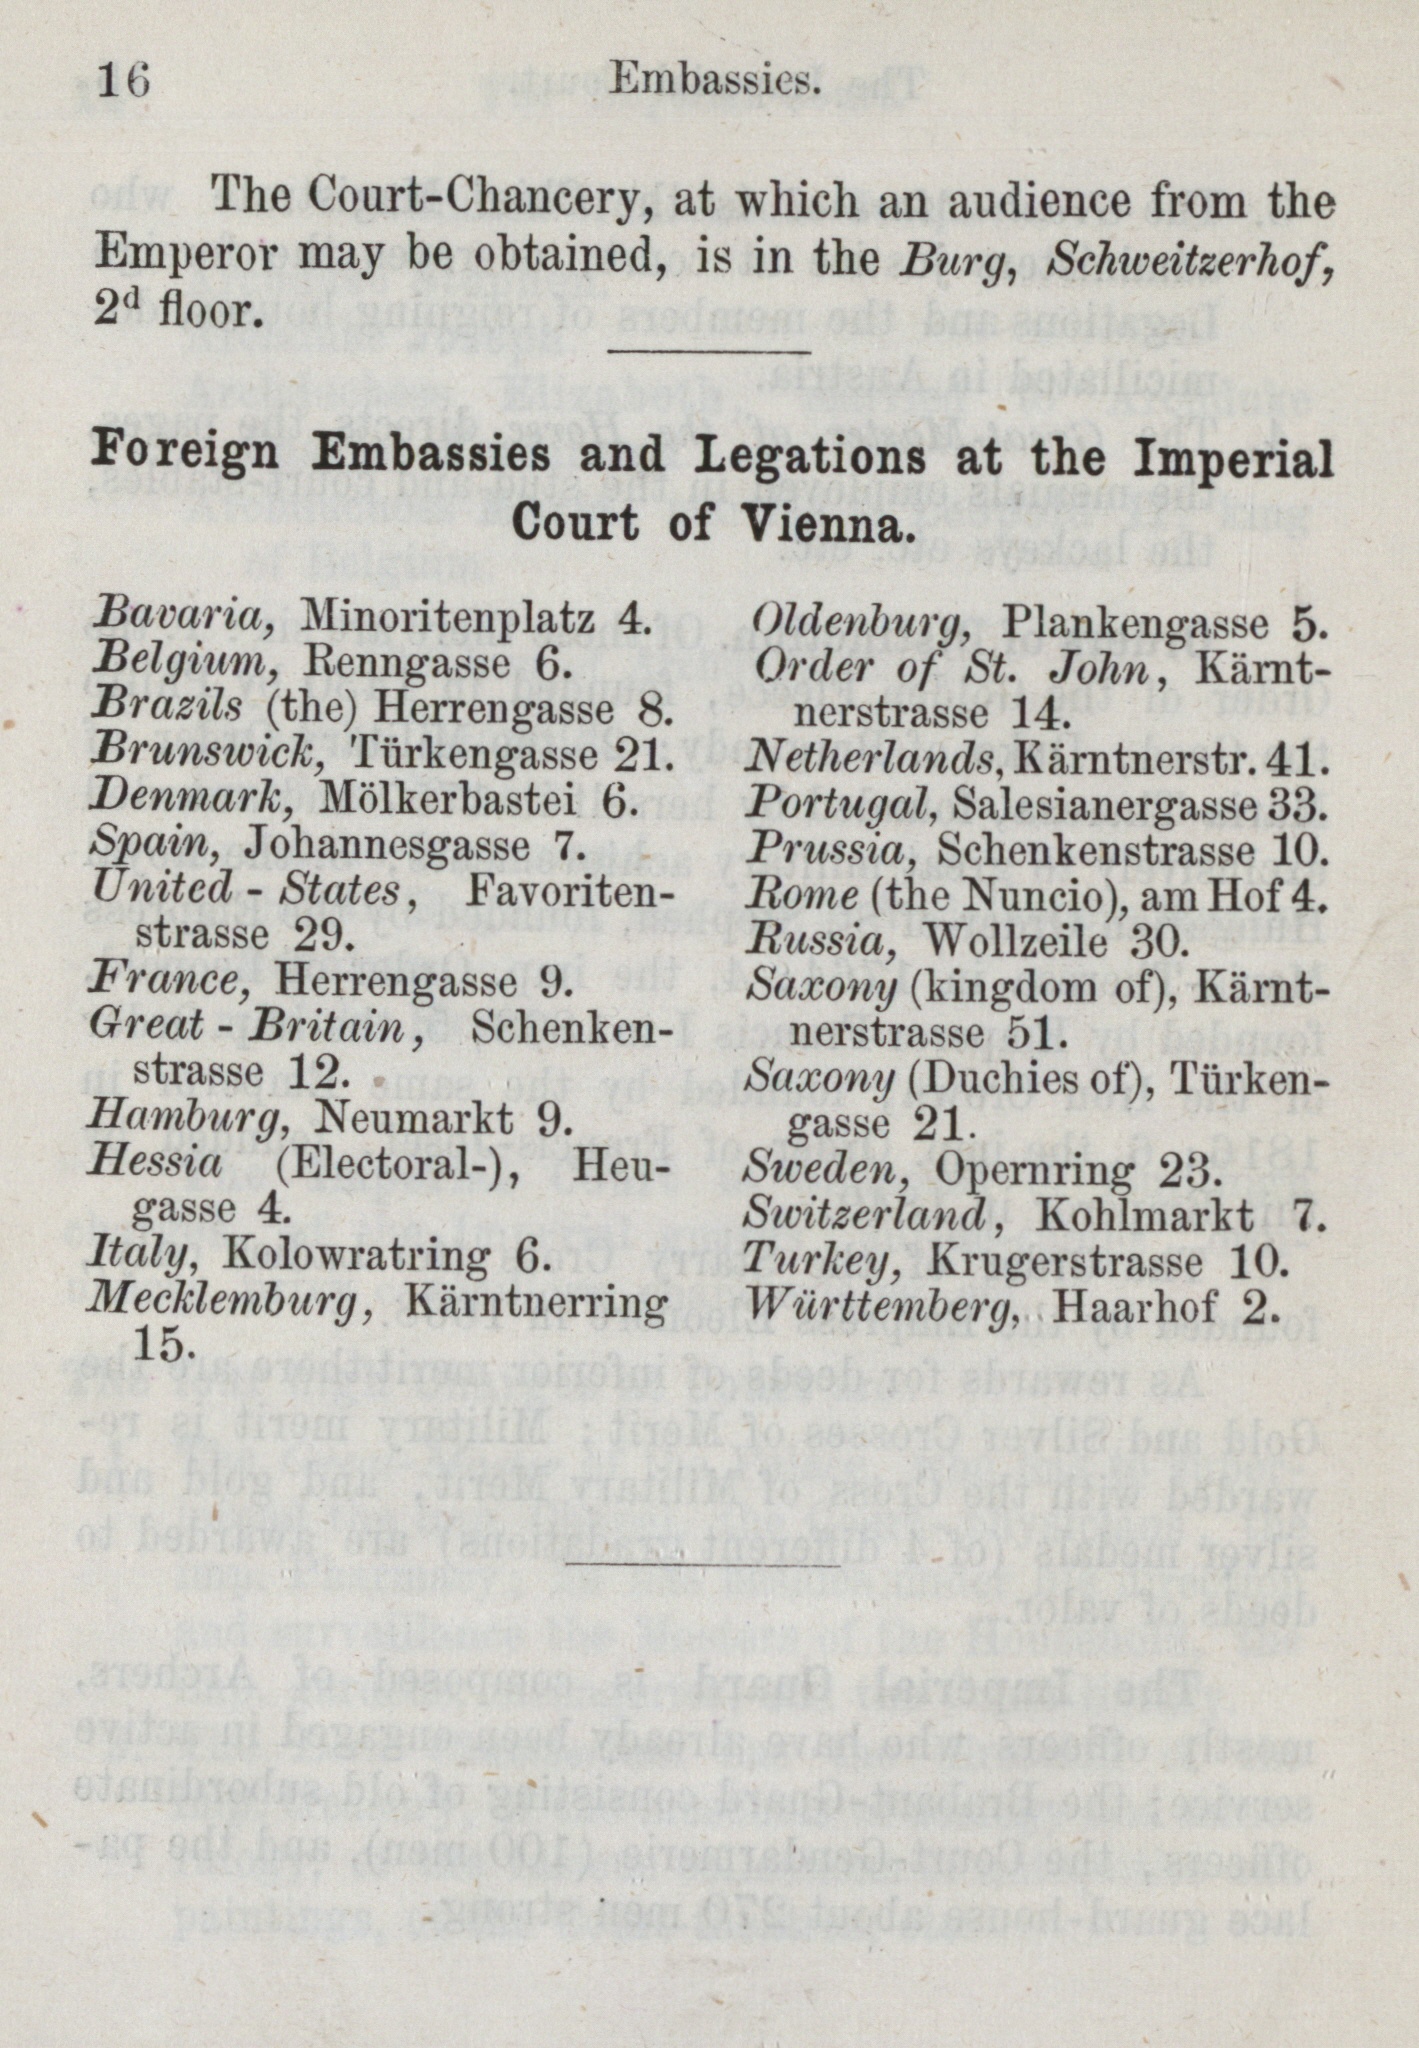 16 Embassies.
The Court-Chancery, at which an audience from the
Emperor may be obtained, is in the Burg, Schweitzerhof,
2d floor.
Foreign Embassies and Legations at the Imperial
Court of Vienna.
Bavaria, Minoritenplatz 4.
Belgium, Renngasse 6.
Brazils (the) Herrengasse 8.
Brunswick, Türkengasse 21.
Denmark, Mölkerbastei 6.
Spain, Johannesgasse 7.
United - States, Favoriten-
strasse 29.
France, Herrengasse 9.
Great - Britain, Schenken-
strasse 12.
Hamburg, Neumarkt 9.
Hessia (Electoral-), Heu-
gasse 4.
Italy, Kolowratring 6.
Mecklemburg, Kärntnerring
15.
Oldenburg, Plankengasse 5.
Order of St. John, Kärnt-
nerstrasse 14.
Netherlands, Kärntnerstr. 41.
Portugal, Salesianergasse 33.
Prussia, Schenkenstrasse 10.
Rome (the Nuncio), am Hof 4.
Russia, Wollzeile 30.
Saxony (kingdom of), Kärnt-
nerstrasse 51.
Saxony (Duchies of), Türken-
gasse 21.
Sweden, Opernring 23.
Switzerland, Kohlmarkt 7.
Turkey, Krugerstrasse 10.
Württemberg, Haarhof 2.